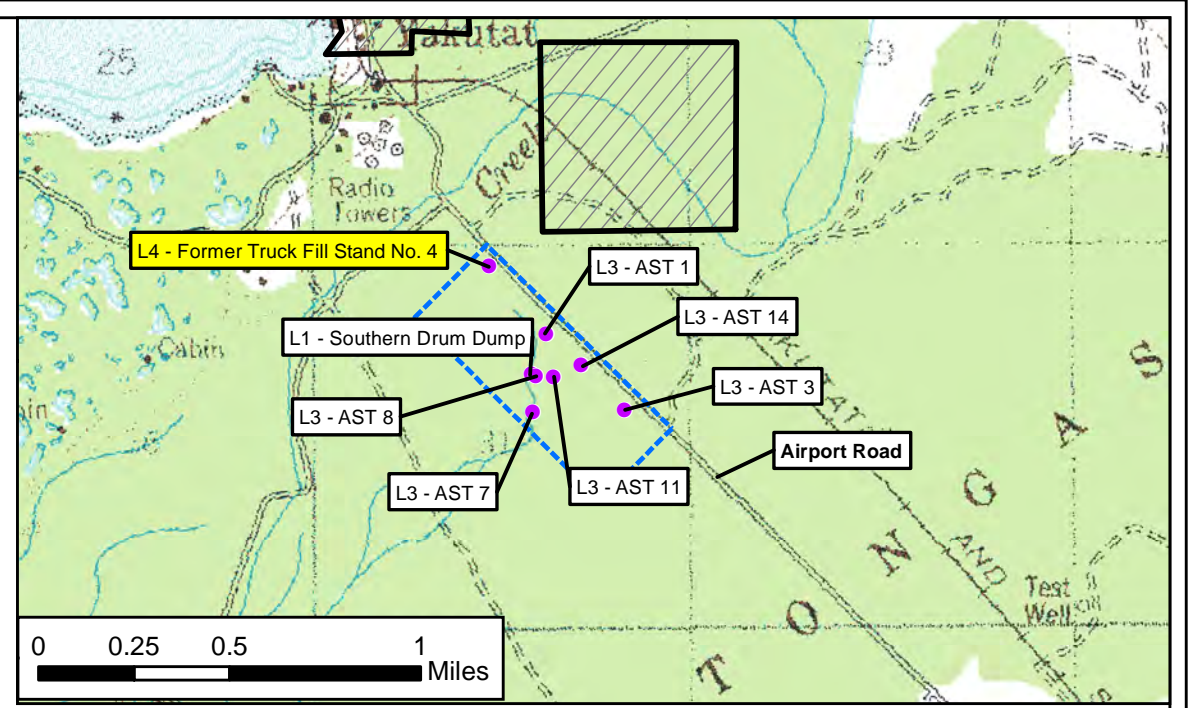 Yakutat
25
29
Creek
Radio
Towers
L4 - Former Truck Fill Stand No. 4
L3 - AST 1
L3 - AST 14
L1 - Southern Drum Dump
Cabin
L3 - AST 8
L3 - AST 3
31
Airport Road
L3 - AST 7
L3 - AST 11
AND
Test
Well
T O N G A S
0 0.25 0.5 1
Miles